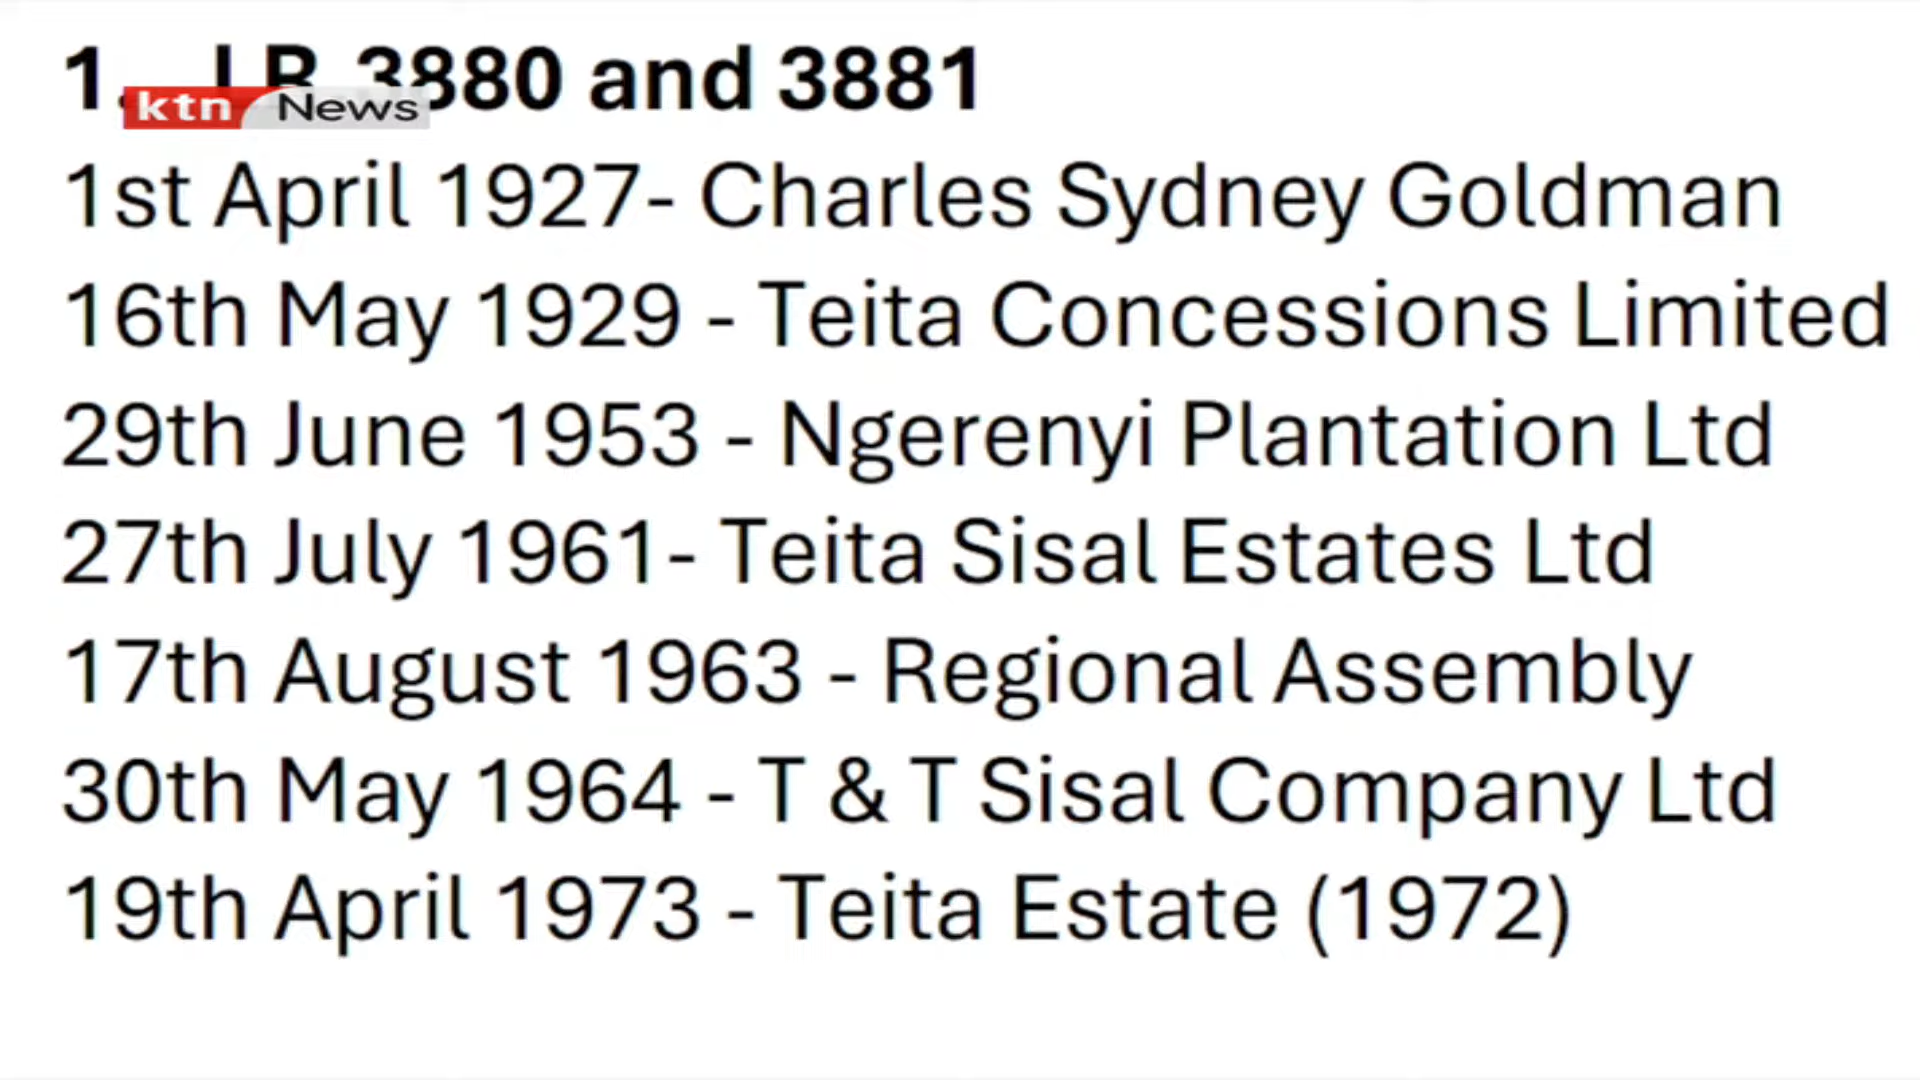 1. LR 3880 and 3881
ktn News
1st April 1927- Charles Sydney Goldman
16th May 1929 - Teita Concessions Limited
29th June 1953 - Ngerenyi Plantation Ltd
27th July 1961- Teita Sisal Estates Ltd
17th August 1963 - Regional Assembly
30th May 1964 - T & T Sisal Company Ltd
19th April 1973 - Teita Estate (1972)